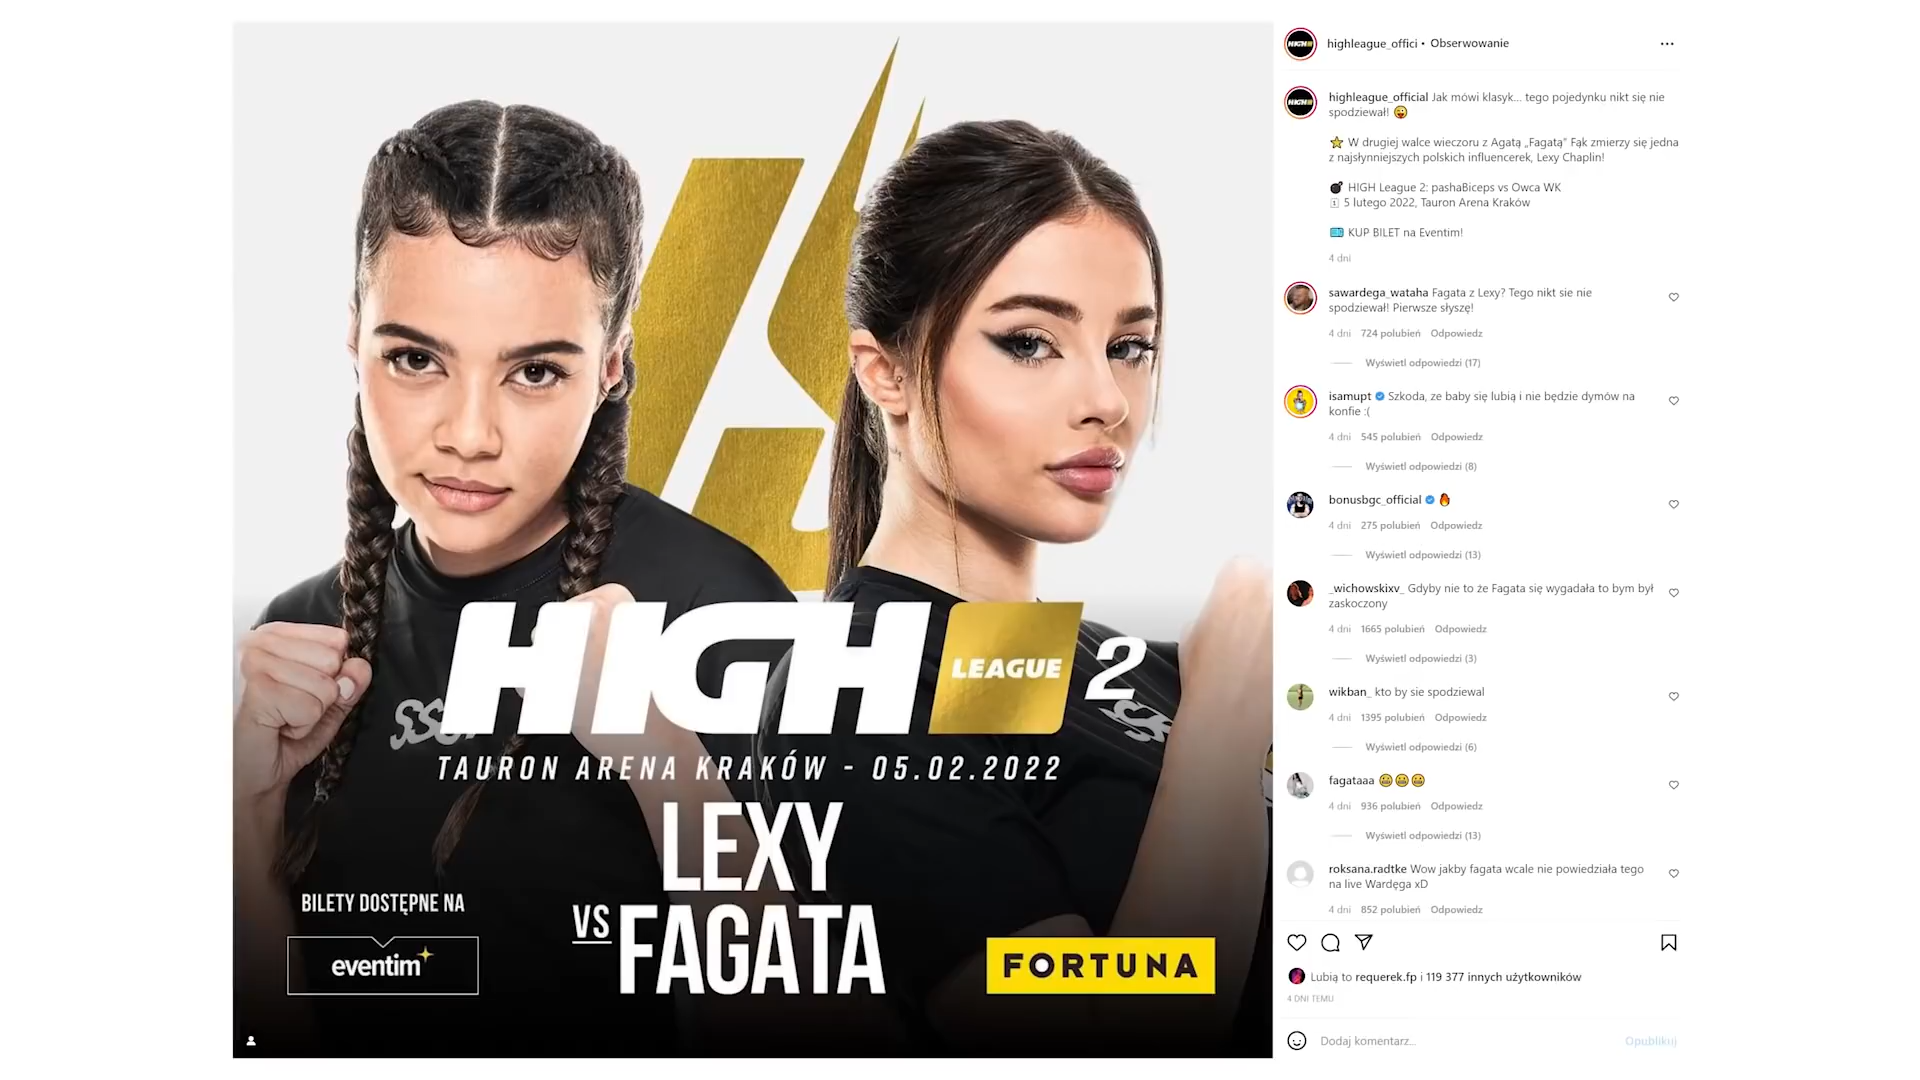 HIGH LEAGUE 2
TAURON ARENA KRAKÓW - 05.02.2022
LEXY
VS FAGATA
BILETY DOSTĘPNE NA
eventim
FORTUNA
highleague_offici • Obserwowanie
highleague_official Jak mówi klasyk... tego pojedynku nikt się nie
spodziewał! 😜
⭐ W drugiej walce wieczoru z Agatą „Fagatą” Fąk zmierzy się jedna
z najsłynniejszych polskich influencerek, Lexy Chaplin!
💣 HIGH League 2: pashaBiceps vs Owca WK
🗓 5 lutego 2022, Tauron Arena Kraków
🎫 KUP BILET na Eventim!
4 dni
sawardega_wataha Fagata z Lexy? Tego nikt sie nie
spodziewał! Pierwsze słyszę!
4 dni 724 polubień Odpowiedz
Wyświetl odpowiedzi (17)
isamupt Szkoda, ze baby się lubią i nie będzie dymów na
konfie :(
4 dni 545 polubień Odpowiedz
Wyświetl odpowiedzi (8)
bonusbgc_official 🔥
4 dni 275 polubień Odpowiedz
Wyświetl odpowiedzi (13)
_wichowskixv_ Gdyby nie to że Fagata się wygadała to bym był
zaskoczony
4 dni 1665 polubień Odpowiedz
Wyświetl odpowiedzi (3)
wikban_ kto by sie spodziewal
4 dni 1395 polubień Odpowiedz
Wyświetl odpowiedzi (6)
fagataaa 😬😬😬
4 dni 936 polubień Odpowiedz
Wyświetl odpowiedzi (13)
roksana.radtke Wow jakby fagata wcale nie powiedziała tego
na live Wardęga xD
4 dni 852 polubień Odpowiedz
Lubią to requerek.fp i 119 377 innych użytkowników
4 DNI TEMU
Dodaj komentarz... Opublikuj